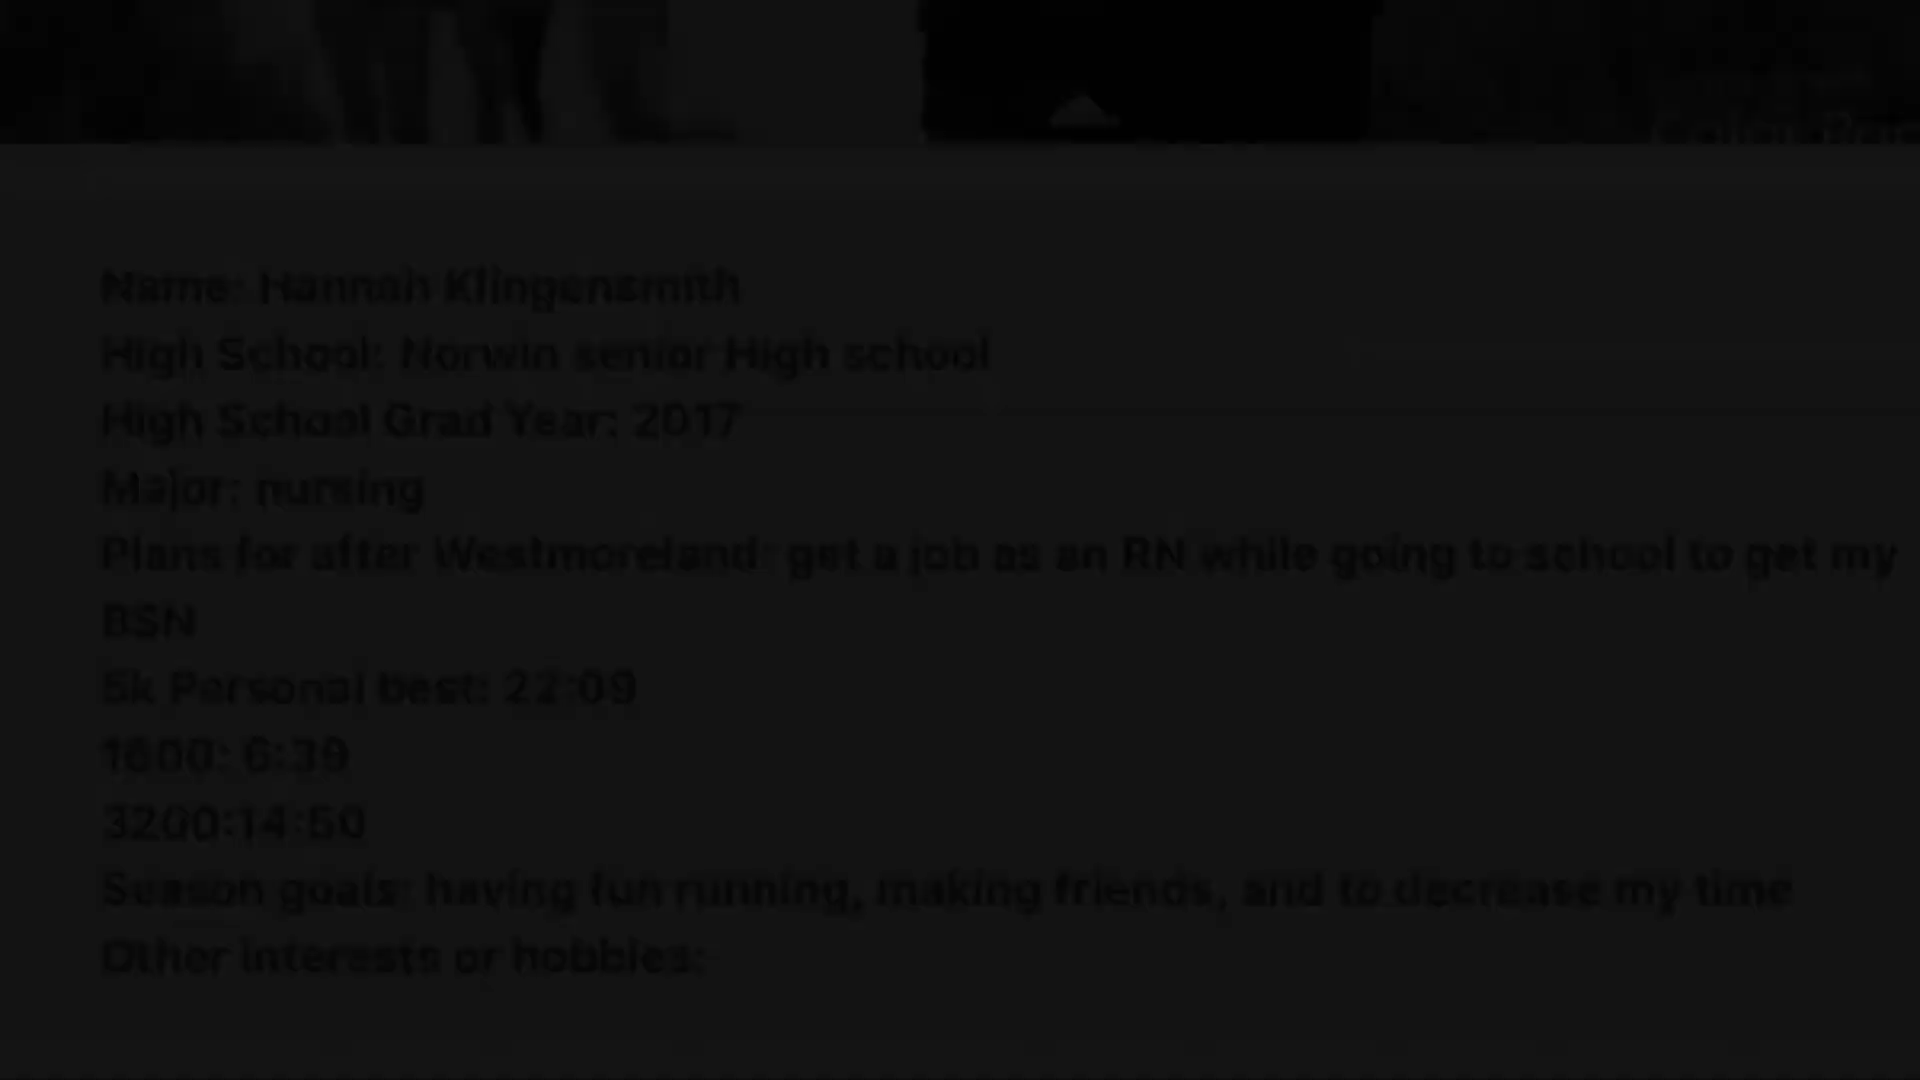 Name: Hannah Klingensmith
High School: Norwin senior High school
High School Grad Year: 2017
Major: nursing
Plans for after Westmoreland: get a job as an RN while going to school to get my
BSN
5k Personal best: 22:09
1600: 6:39
3200:14:50
Season goals: having fun running, making friends, and to decrease my time
Other interests or hobbies: